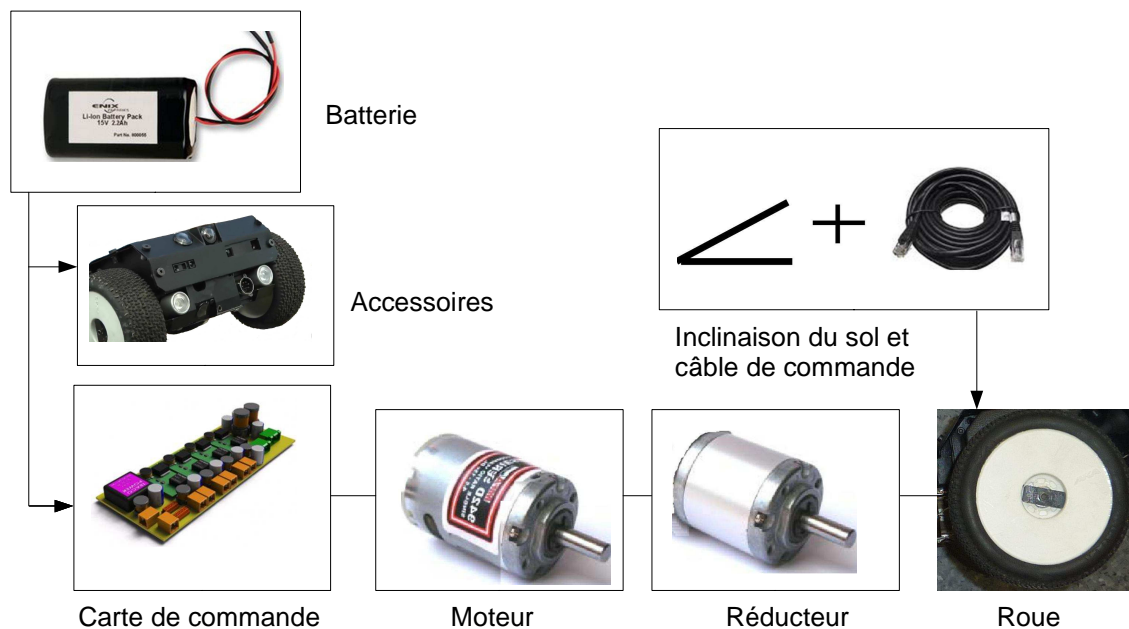 ENIX
Li-Ion Battery Pack
15V 2.2Ah
Batterie
Accessoires
Inclinaison du sol et
câble de commande
Carte de commande
Moteur
Réducteur
Roue